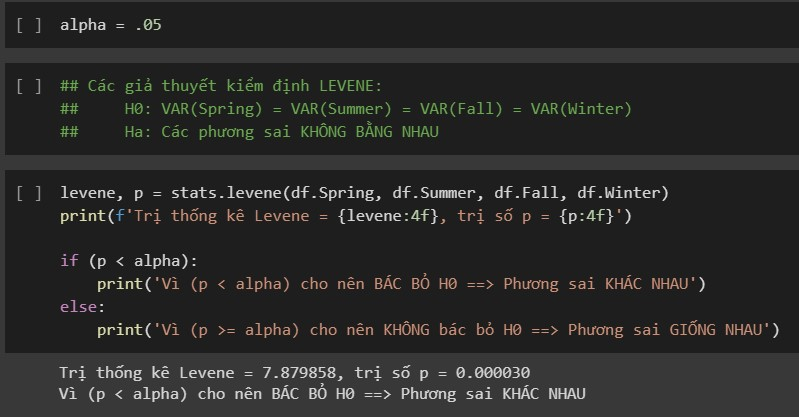 [ ] alpha = .05
[ ] ## Các giả thuyết kiểm định LEVENE:
##     H0: VAR(Spring) = VAR(Summer) = VAR(Fall) = VAR(Winter)
##     Ha: Các phương sai KHÔNG BẰNG NHAU
[ ] levene, p = stats.levene(df.Spring, df.Summer, df.Fall, df.Winter)
print(f'Trị thống kê Levene = {levene:4f}, trị số p = {p:4f}')
if (p < alpha):
    print('Vì (p < alpha) cho nên BÁC BỎ H0 ==> Phương sai KHÁC NHAU')
else:
    print('Vì (p >= alpha) cho nên KHÔNG bác bỏ H0 ==> Phương sai GIỐNG NHAU')
Trị thống kê Levene = 7.879858, trị số p = 0.000030
Vì (p < alpha) cho nên BÁC BỎ H0 ==> Phương sai KHÁC NHAU